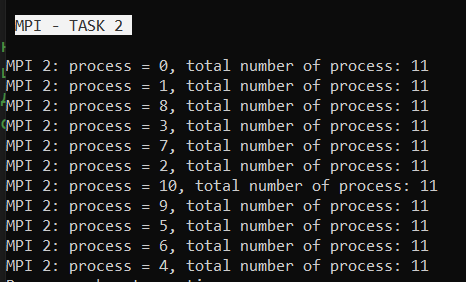 MPI - TASK 2
MPI 2: process = 0, total number of process: 11
MPI 2: process = 1, total number of process: 11
MPI 2: process = 8, total number of process: 11
MPI 2: process = 3, total number of process: 11
MPI 2: process = 7, total number of process: 11
MPI 2: process = 2, total number of process: 11
MPI 2: process = 10, total number of process: 11
MPI 2: process = 9, total number of process: 11
MPI 2: process = 5, total number of process: 11
MPI 2: process = 6, total number of process: 11
MPI 2: process = 4, total number of process: 11